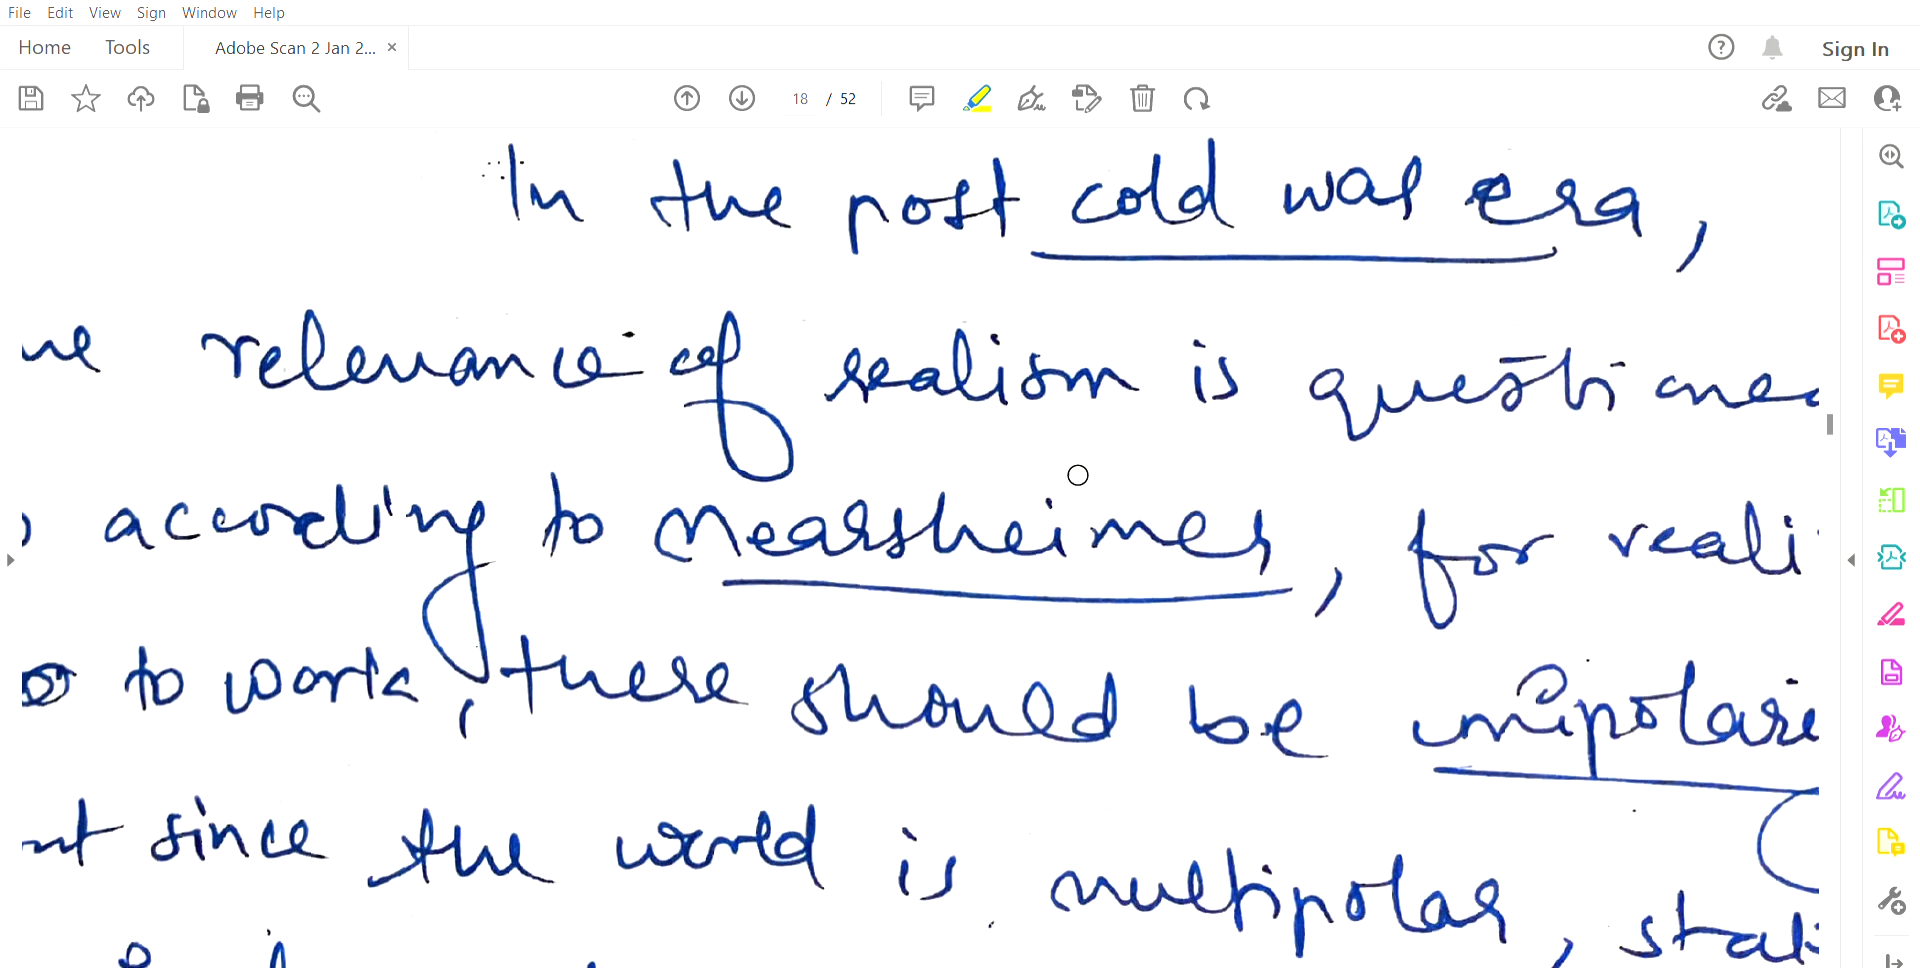 File Edit View Sign Window Help
Home Tools Adobe Scan 2 Jan 2... × Sign In
18 / 52
In the post cold war era,
relevance of realism is questioned
according to Mearsheimer, for reali
to work, there should be unipolari
since the world is multipolar, stat